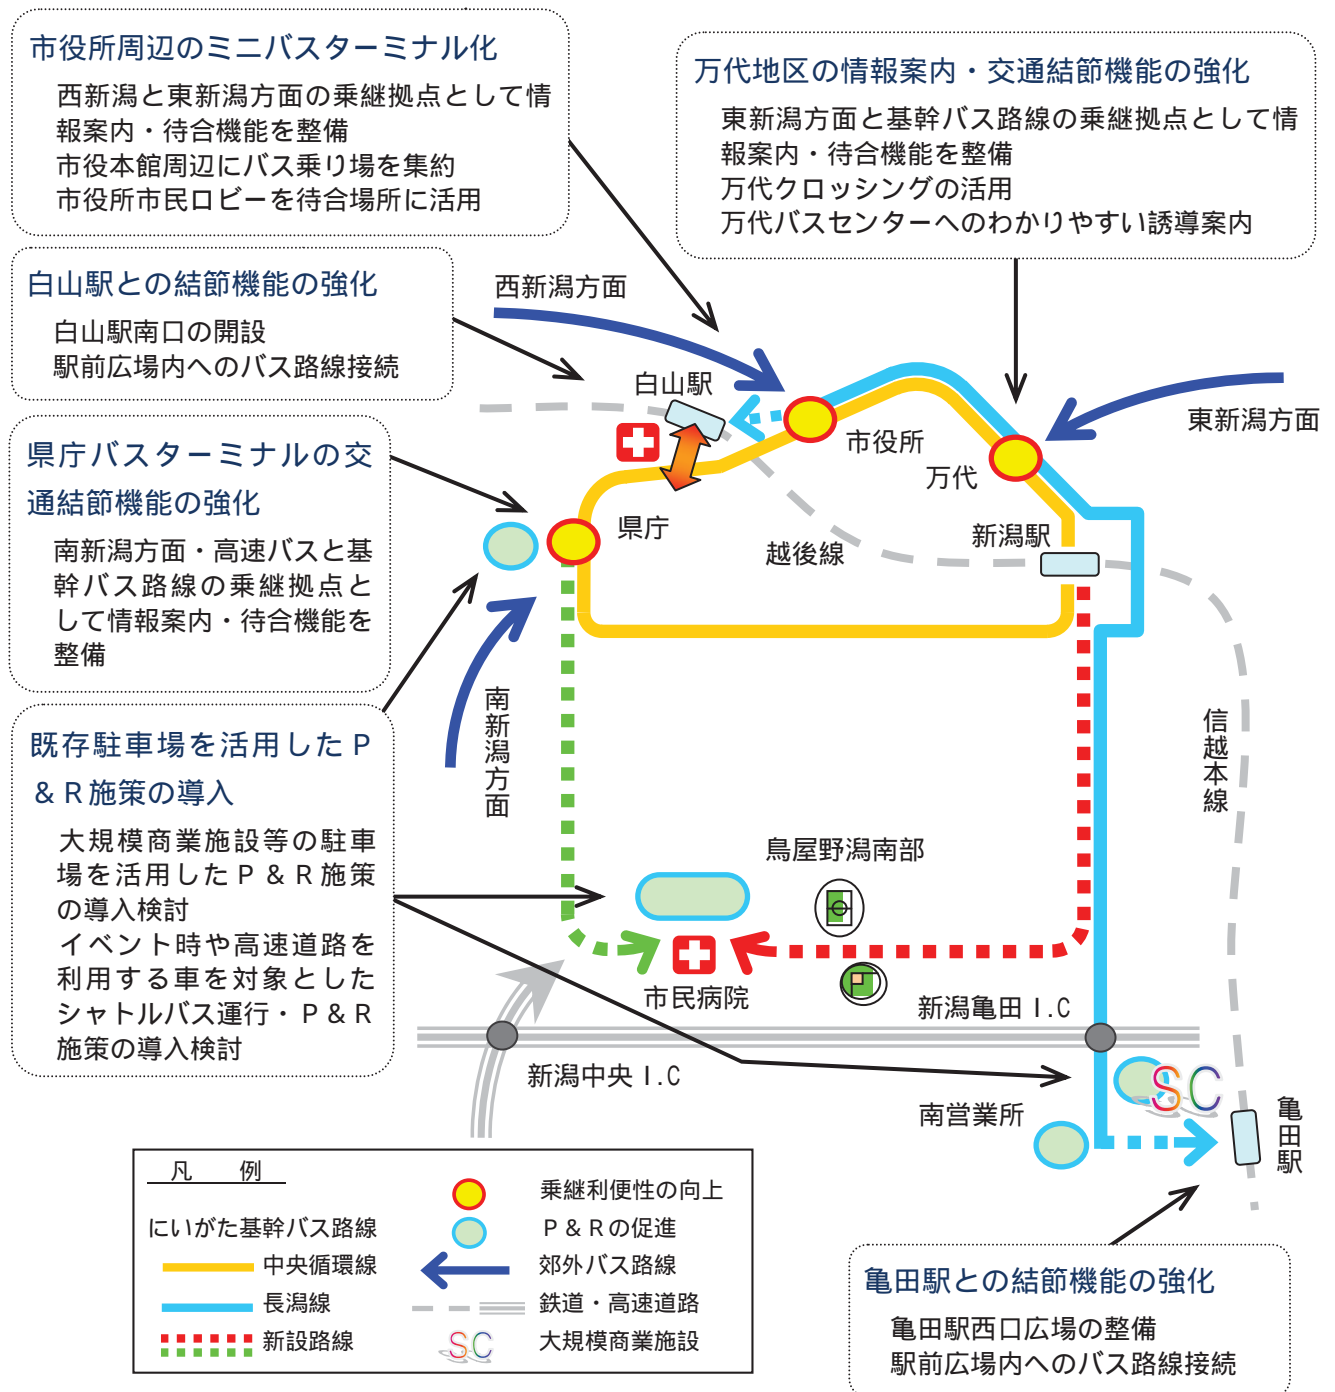 市役所周辺のミニバスターミナル化
西新潟と東新潟方面の乗継拠点として情
報案内・待合機能を整備
市役本館周辺にバス乗り場を集約
市役所市民ロビーを待合場所に活用
万代地区の情報案内・交通結節機能の強化
東新潟方面と基幹バス路線の乗継拠点として情
報案内・待合機能を整備
万代クロッシングの活用
万代バスセンターへのわかりやすい誘導案内
白山駅との結節機能の強化
白山駅南口の開設
駅前広場内へのバス路線接続
県庁バスターミナルの交
通結節機能の強化
南新潟方面・高速バスと基
幹バス路線の乗継拠点と
して情報案内・待合機能を
整備
既存駐車場を活用したP
&R施策の導入
大規模商業施設等の駐車
場を活用したP&R施策
の導入検討
イベント時や高速道路を
利用する車を対象とした
シャトルバス運行・P&R
施策の導入検討
西新潟方面
白山駅
市役所
東新潟方面
万代
県庁
越後線
新潟駅
南新潟方面
信越本線
鳥屋野潟南部
市民病院
新潟亀田I.C
新潟中央I.C
SC
南営業所
亀田駅
凡 例
にいがた基幹バス路線
中央循環線
長潟線
新設路線
乗継利便性の向上
P&Rの促進
郊外バス路線
鉄道・高速道路
SC
大規模商業施設
亀田駅との結節機能の強化
亀田駅西口広場の整備
駅前広場内へのバス路線接続